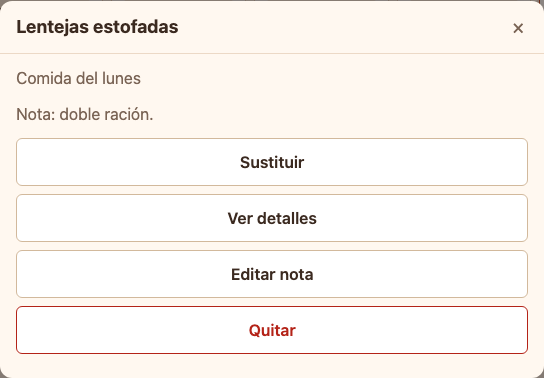 Lentejas estofadas ×
Comida del lunes
Nota: doble ración.
Sustituir
Ver detalles
Editar nota
Quitar